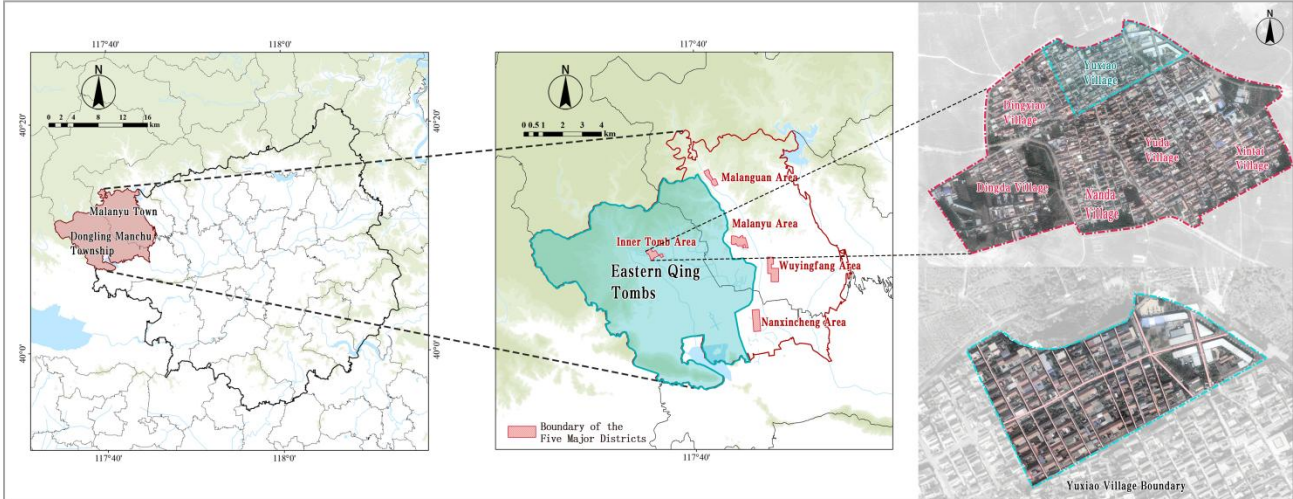 117°40'
118°0'
N
0 2 4 8 12 16
km
40°20'
40°20'
Malanyu Town
Dongling Manchu
Township
40°0'
40°0'
117°40'
118°0'
117°40'
N
0 0.5 1 2 3 4
km
Malanguan Area
Malanyu Area
Inner Tomb Area
Eastern Qing
Tombs
Wuyingfang Area
Nanxincheng Area
Boundary of the
Five Major Districts
117°40'
N
Yuxiao
Village
Dingxiao
Village
Yuda
Village
Xintai
Village
Dingda Village
Nanda
Village
Yuxiao Village Boundary